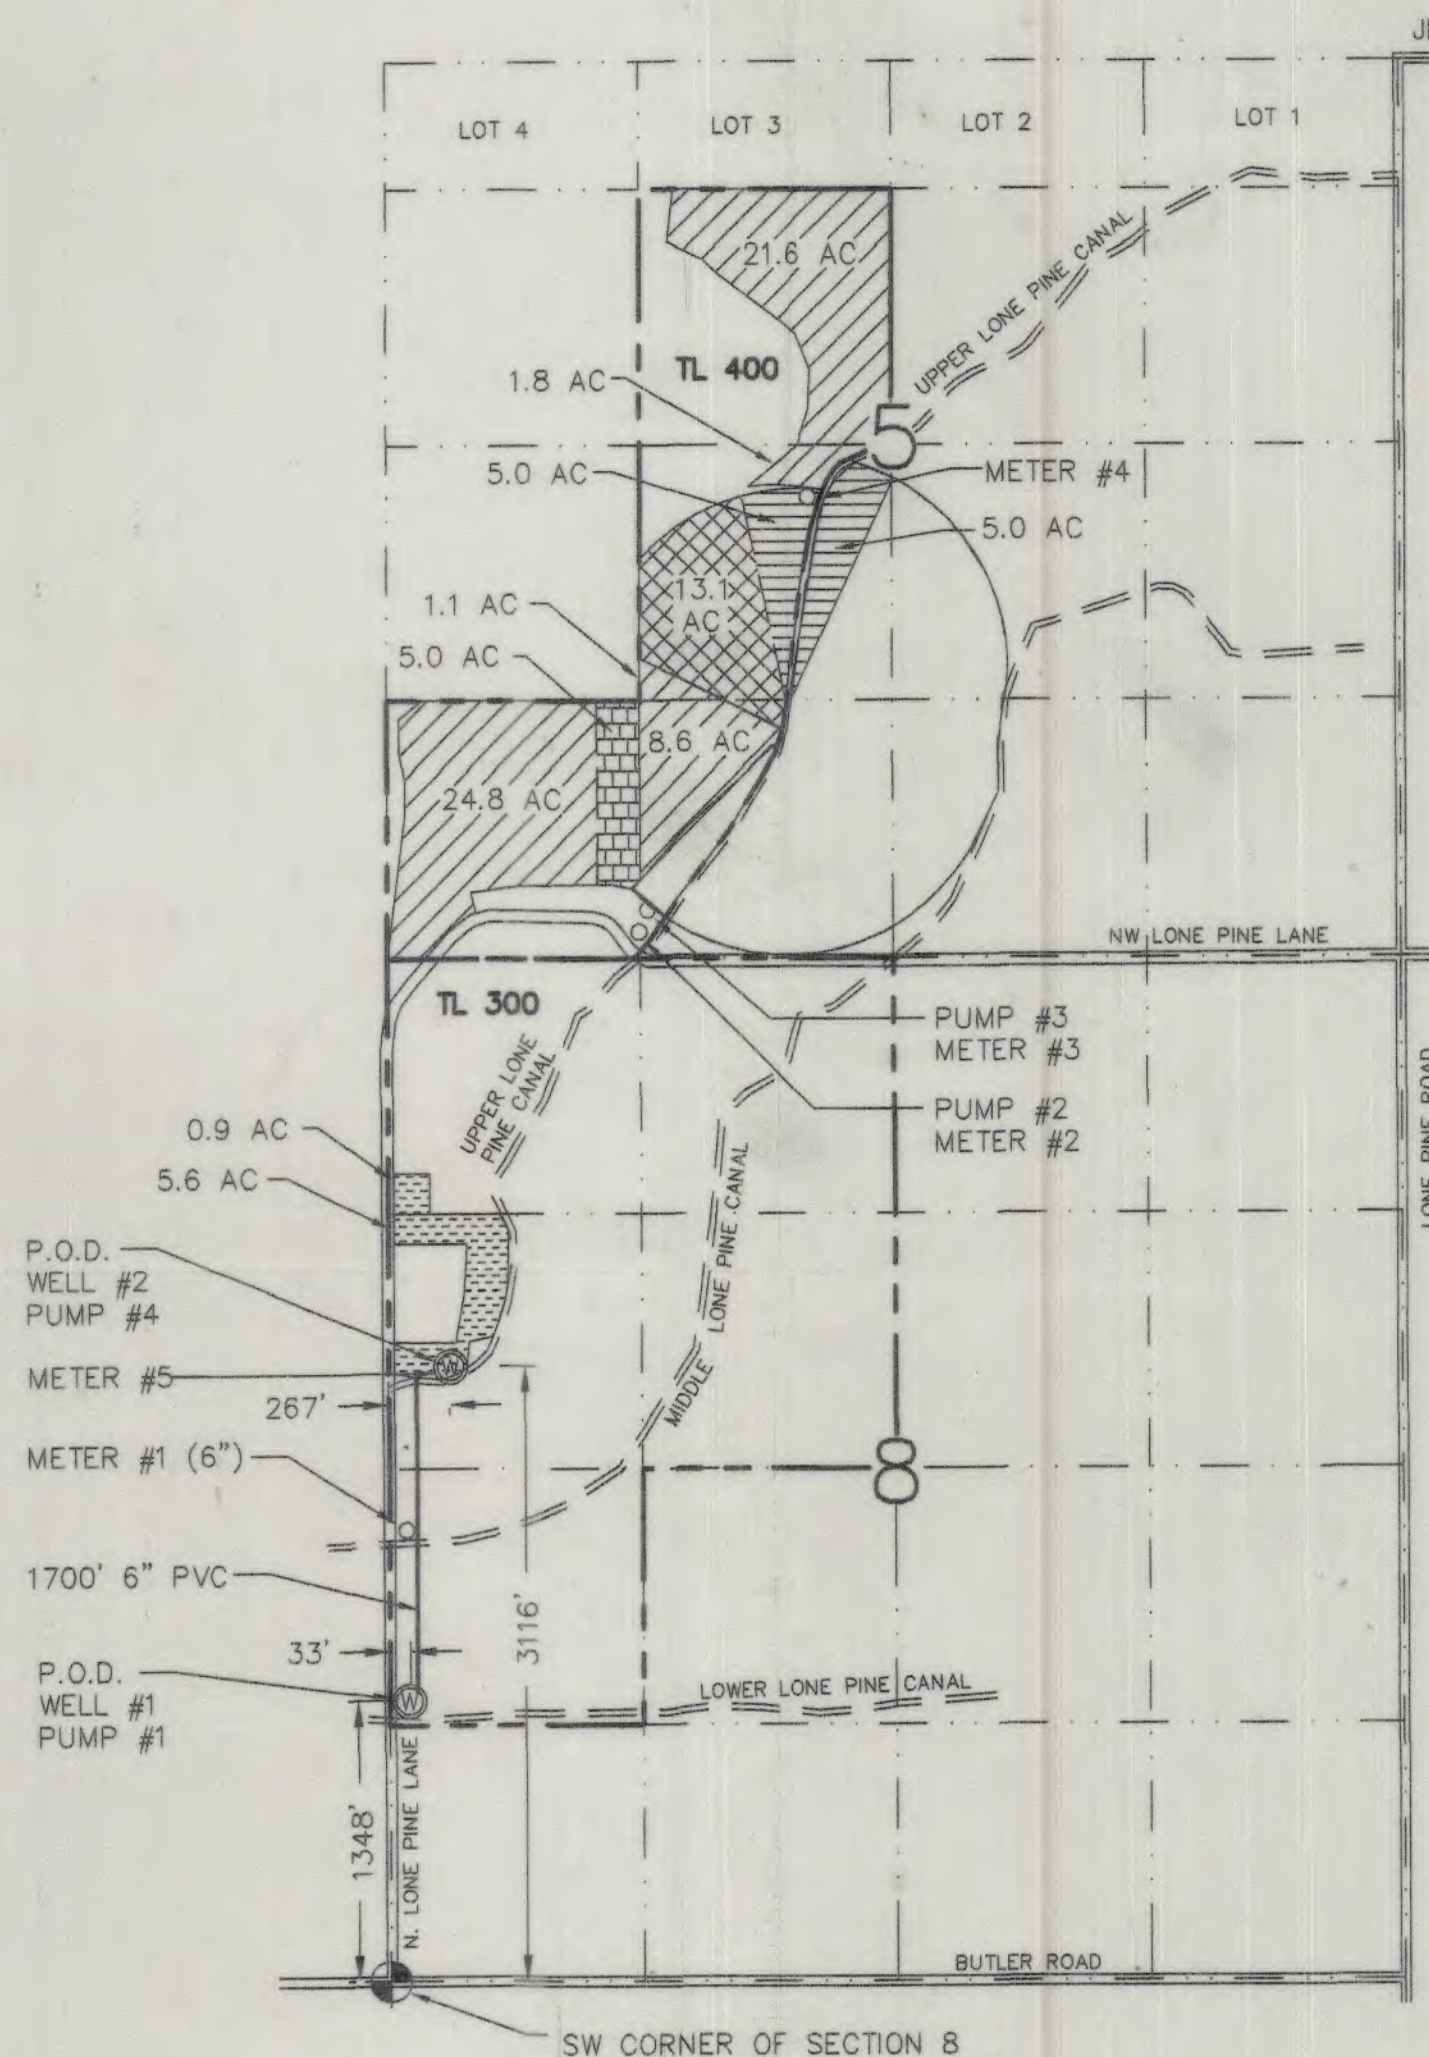 LOT 4
LOT 3
LOT 2
LOT 1
21.6 AC
UPPER LONE PINE CANAL
TL 400
1.8 AC
5
5.0 AC
METER #4
5.0 AC
13.1
AC
1.1 AC
5.0 AC
8.6 AC
24.8 AC
NW LONE PINE LANE
TL 300
PUMP #3
METER #3
UPPER LONE
PINE CANAL
PUMP #2
METER #2
LONE PINE ROAD
0.9 AC
5.6 AC
P.O.D.
WELL #2
PUMP #4
W
METER #5
267'
MIDDLE LONE PINE CANAL
METER #1 (6")
8
1700' 6" PVC
3116'
33'
P.O.D.
WELL #1
PUMP #1
W
LOWER LONE PINE CANAL
1348'
N. LONE PINE LANE
BUTLER ROAD
SW CORNER OF SECTION 8